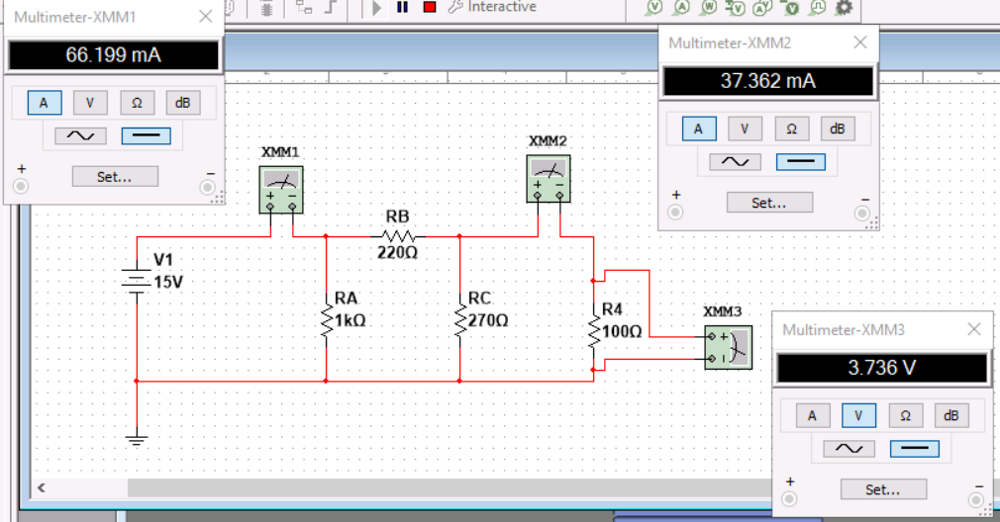 Interactive
Multimeter-XMM1
66.199 mA
A
V
Ω
dB
+
Set...
−
Multimeter-XMM2
37.362 mA
A
V
Ω
dB
+
Set...
−
XMM1
+ −
XMM2
+ −
RB
220Ω
V1
15V
RA
1kΩ
RC
270Ω
R4
100Ω
XMM3
+
Multimeter-XMM3
3.736 V
A
V
Ω
dB
+
Set...
−